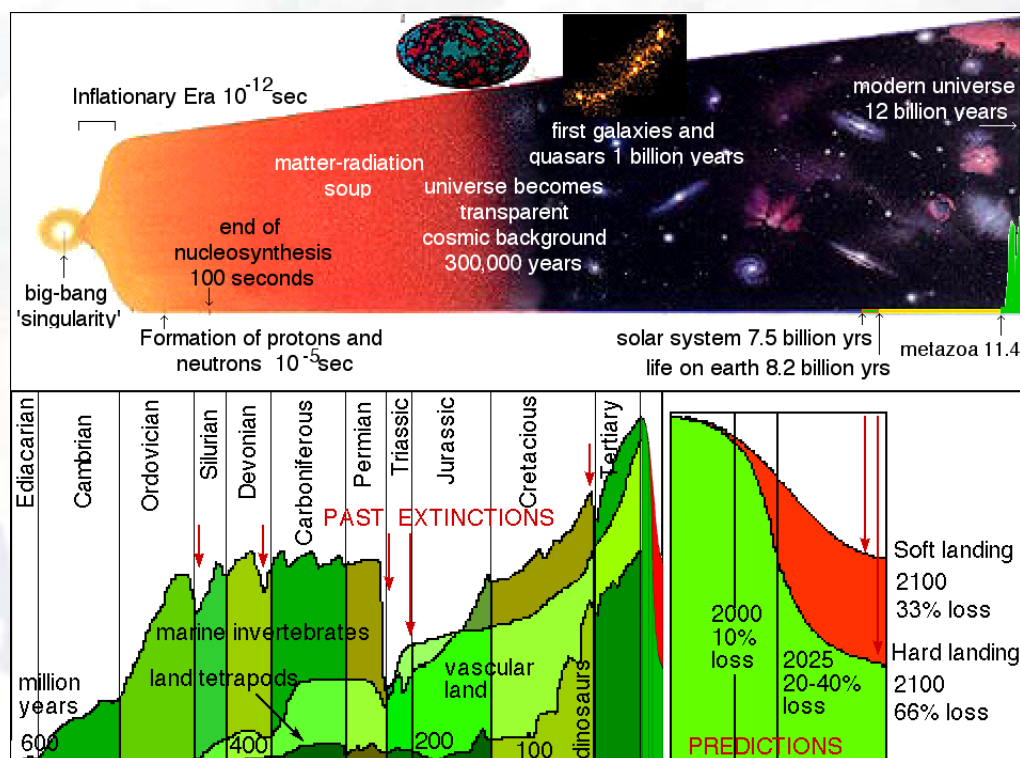 Inflationary Era 10-12sec
modern universe
12 billion years
first galaxies and
quasars 1 billion years
matter-radiation
soup
universe becomes
transparent
cosmic background
300,000 years
end of
nucleosynthesis
100 seconds
big-bang
'singularity'
Formation of protons and
neutrons 10-5sec
solar system 7.5 billion yrs
life on earth 8.2 billion yrs
metazoa 11.4
Ediacarian
Cambrian
Ordovician
Silurian
Devonian
Carboniferous
Permian
Triassic
Jurassic
Cretacious
Tertiary
PAST EXTINCTIONS
marine invertebrates
land tetrapods
vascular
land
dinosaurs
million
years
600
400
200
100
2000
10%
loss
2025
20-40%
loss
PREDICTIONS
Soft landing
2100
33% loss
Hard landing
2100
66% loss